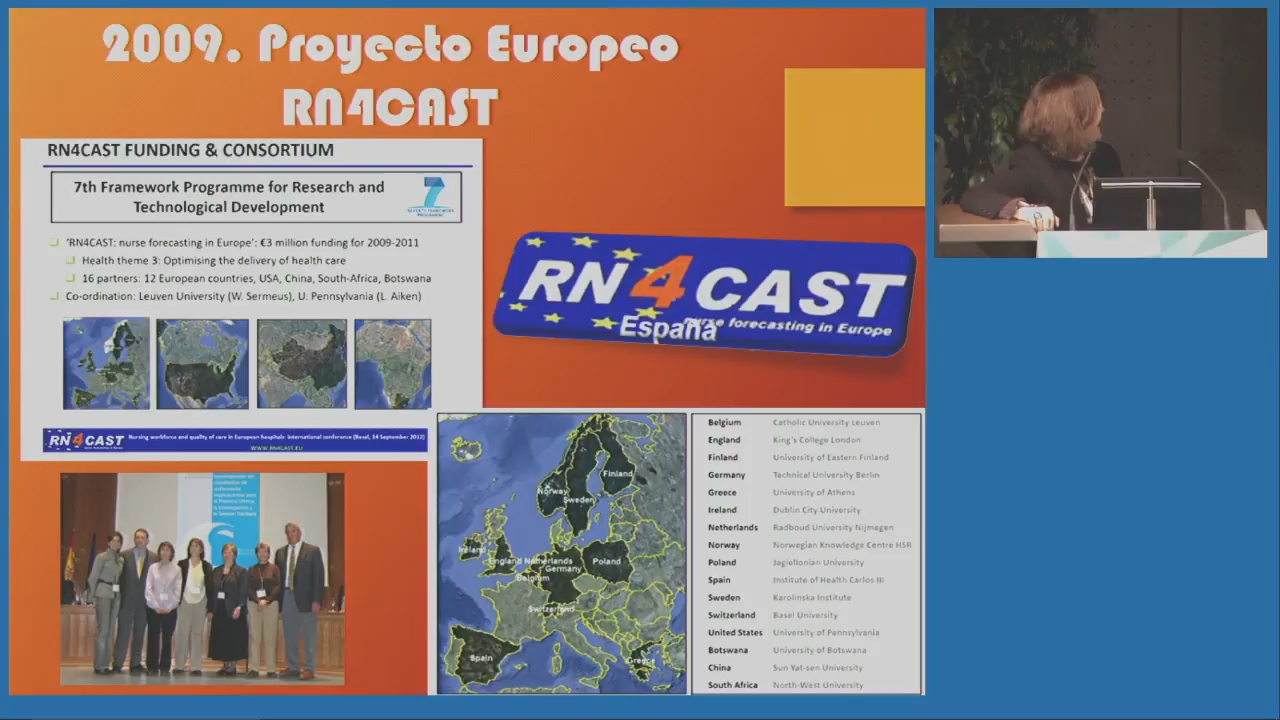 2009. Proyecto Europeo
RN4CAST
RN4CAST FUNDING & CONSORTIUM
7th Framework Programme for Research and
Technological Development
7
SEVENTH FRAMEWORK
PROGRAMME
‘RN4CAST: nurse forecasting in Europe’: €3 million funding for 2009-2011
Health theme 3: Optimising the delivery of health care
16 partners: 12 European countries, USA, China, South-Africa, Botswana
Co-ordination: Leuven University (W. Sermeus), U. Pennsylvania (L. Aiken)
RN4CAST
Nursing workforce and quality of care in European hospitals: international conference (Basel, 14 September 2012)
WWW.RN4CAST.EU
RN4CAST
nurse forecasting in Europe
España
Finland
Norway
Sweden
Ireland
England
Netherlands
Germany
Poland
Belgium
Switzerland
Spain
Greece
Belgium Catholic University Leuven
England King's College London
Finland University of Eastern Finland
Germany Technical University Berlin
Greece University of Athens
Ireland Dublin City University
Netherlands Radboud University Nijmegen
Norway Norwegian Knowledge Centre HSR
Poland Jagiellonian University
Spain Institute of Health Carlos III
Sweden Karolinska Institute
Switzerland Basel University
United States University of Pennsylvania
Botswana University of Botswana
China Sun Yat-sen University
South Africa North-West University